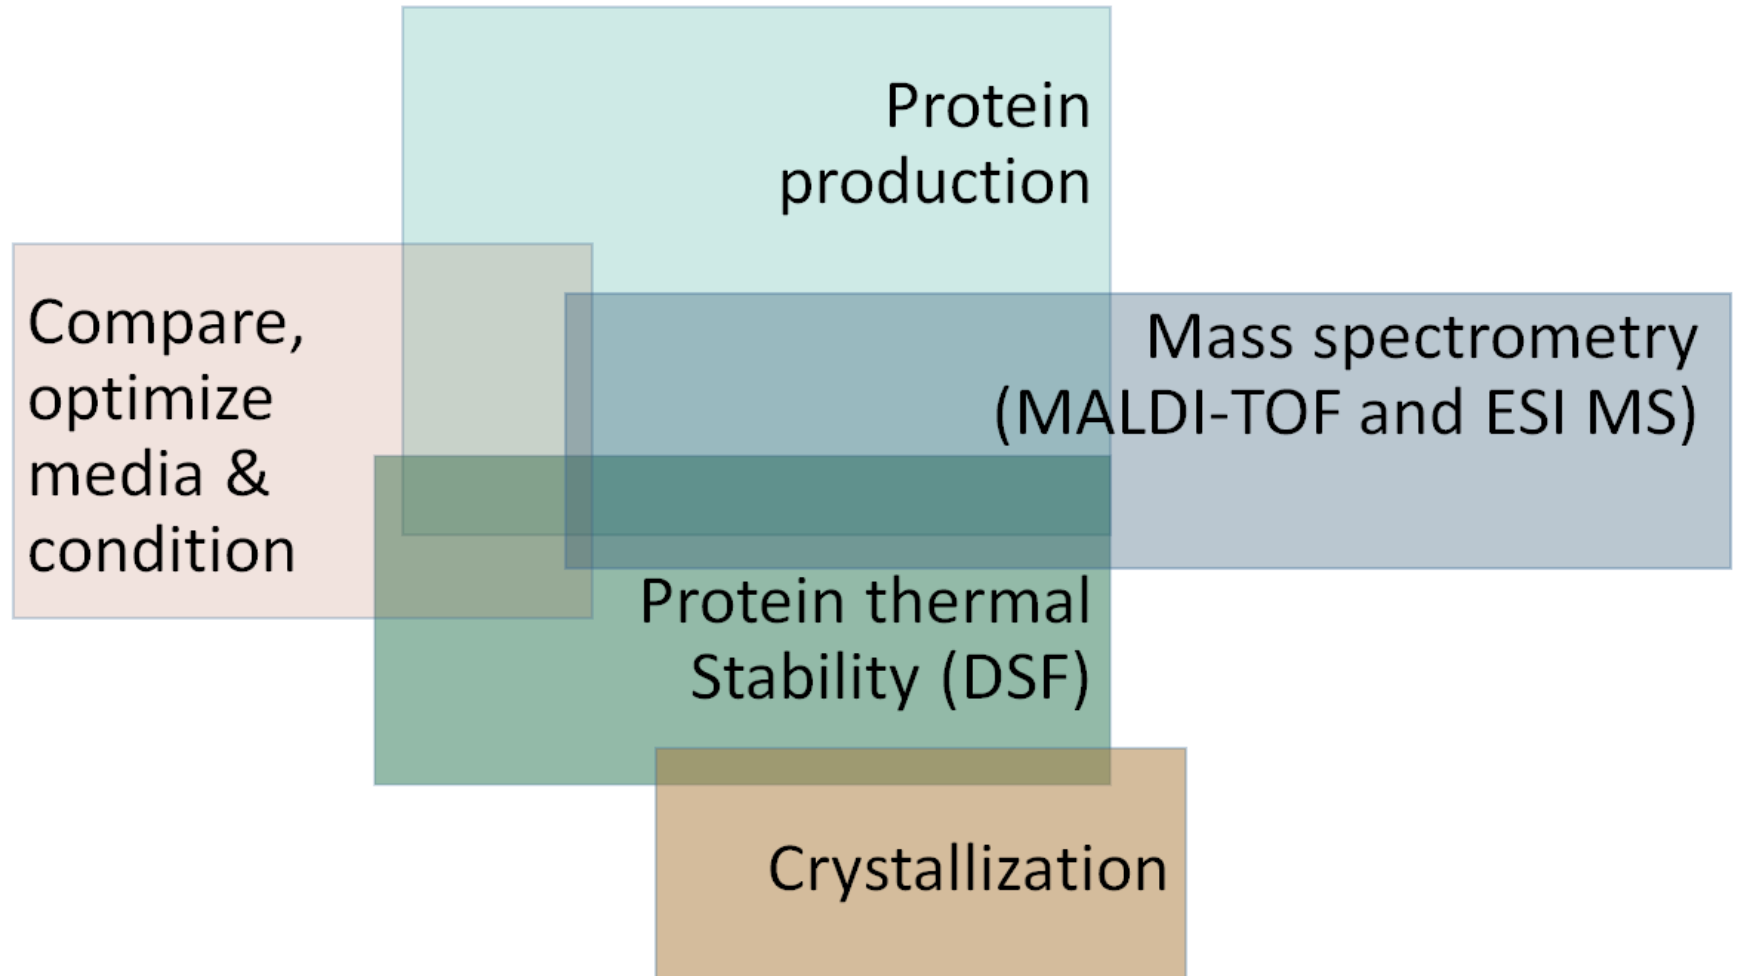 Protein
production
Compare,
optimize
media &
condition
Mass spectrometry
(MALDI-TOF and ESI MS)
Protein thermal
Stability (DSF)
Crystallization